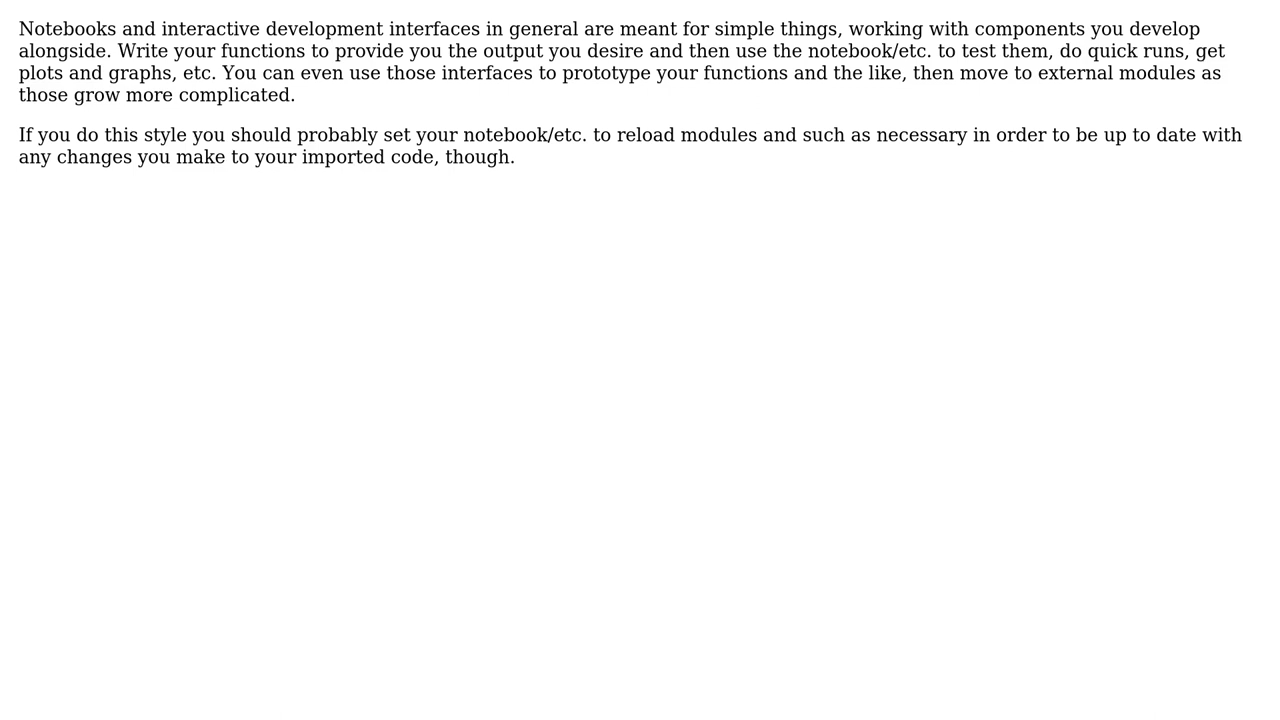 Notebooks and interactive development interfaces in general are meant for simple things, working with components you develop
alongside. Write your functions to provide you the output you desire and then use the notebook/etc. to test them, do quick runs, get
plots and graphs, etc. You can even use those interfaces to prototype your functions and the like, then move to external modules as
those grow more complicated.
If you do this style you should probably set your notebook/etc. to reload modules and such as necessary in order to be up to date with
any changes you make to your imported code, though.